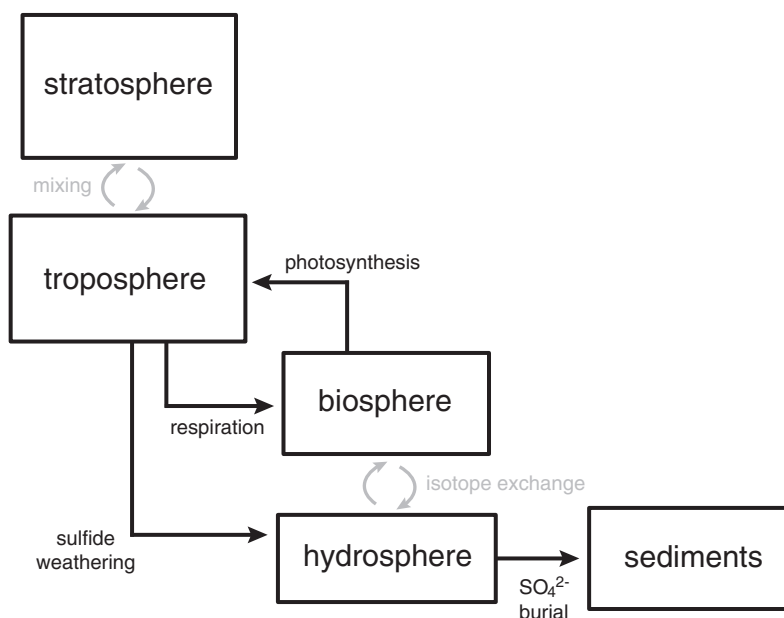 stratosphere
mixing
troposphere
photosynthesis
biosphere
respiration
isotope exchange
sulfide
weathering
hydrosphere
sediments
SO₄²⁻
burial